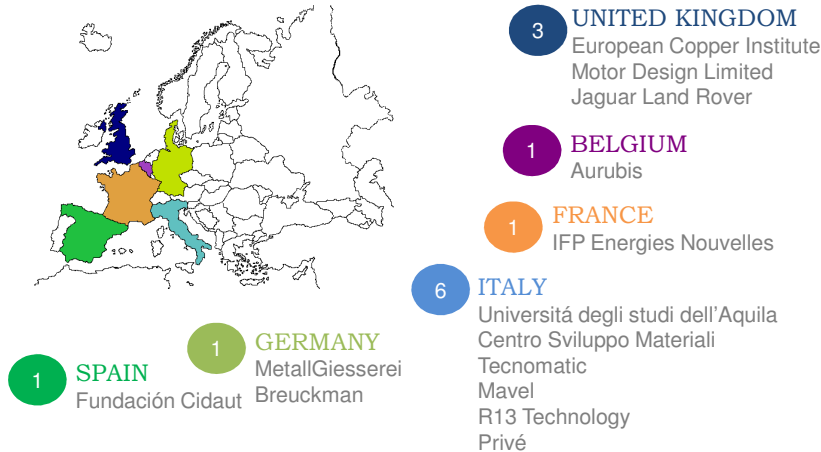 3
UNITED KINGDOM
European Copper Institute
Motor Design Limited
Jaguar Land Rover
1
BELGIUM
Aurubis
1
FRANCE
IFP Energies Nouvelles
6
ITALY
Universitá degli studi dell'Aquila
Centro Sviluppo Materiali
Tecnomatic
Mavel
R13 Technology
Privé
1
GERMANY
MetallGiesserei
Breuckman
1
SPAIN
Fundación Cidaut